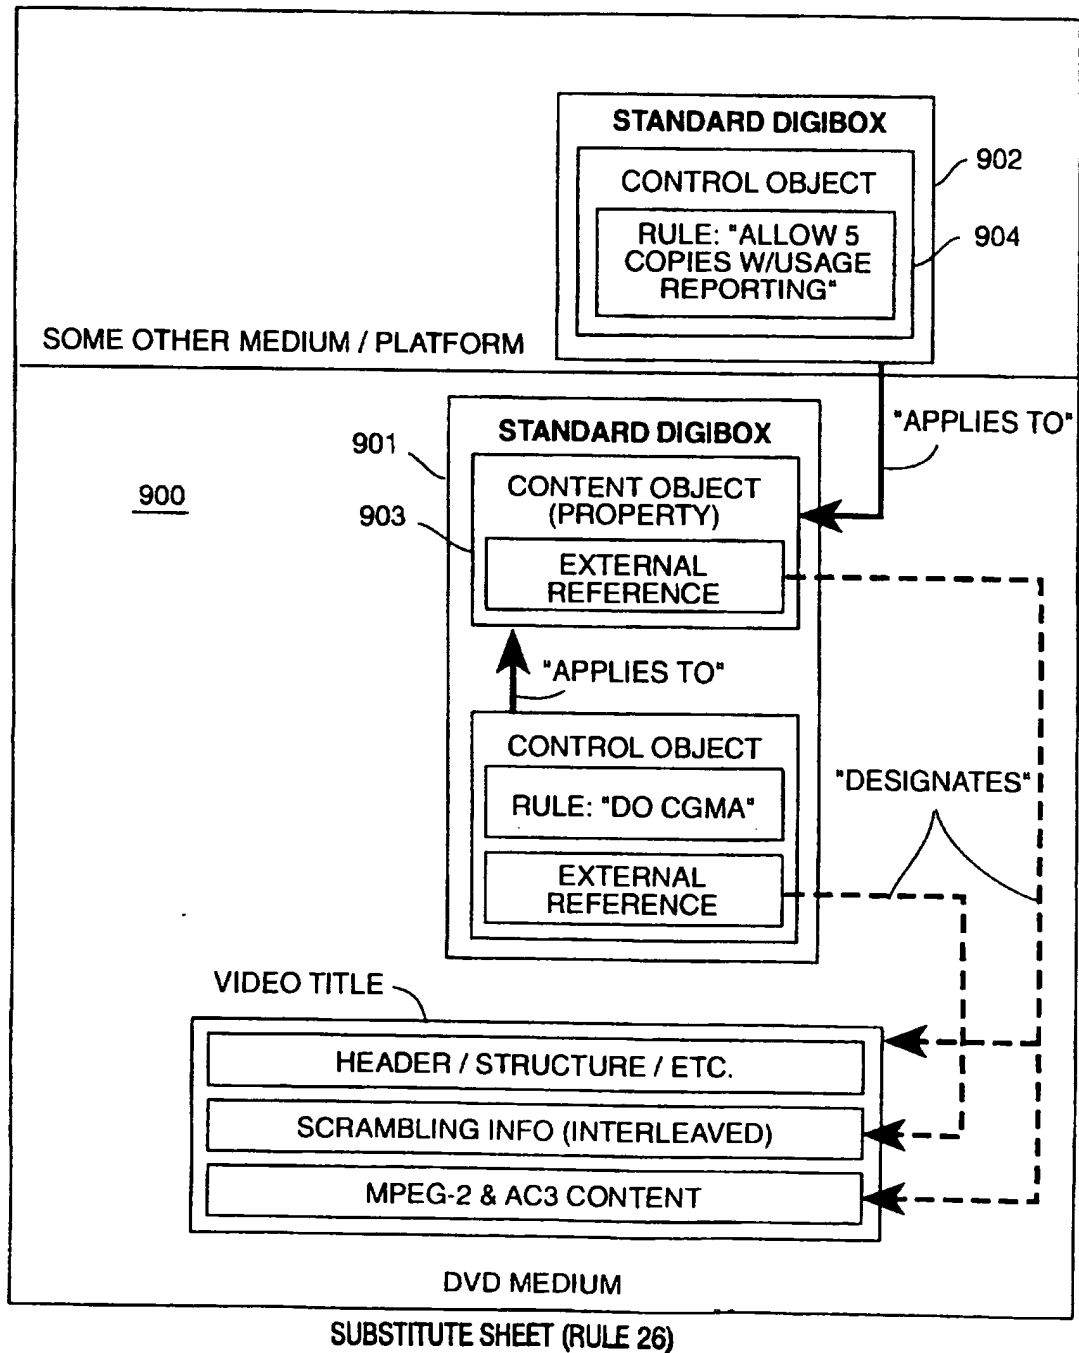 STANDARD DIGIBOX
902
CONTROL OBJECT
RULE: "ALLOW 5
COPIES W/USAGE
REPORTING"
904
SOME OTHER MEDIUM / PLATFORM
"APPLIES TO"
STANDARD DIGIBOX
901
900
CONTENT OBJECT
(PROPERTY)
903
EXTERNAL
REFERENCE
"APPLIES TO"
CONTROL OBJECT
"DESIGNATES"
RULE: "DO CGMA"
EXTERNAL
REFERENCE
VIDEO TITLE
HEADER / STRUCTURE / ETC.
SCRAMBLING INFO (INTERLEAVED)
MPEG-2 & AC3 CONTENT
DVD MEDIUM
SUBSTITUTE SHEET (RULE 26)